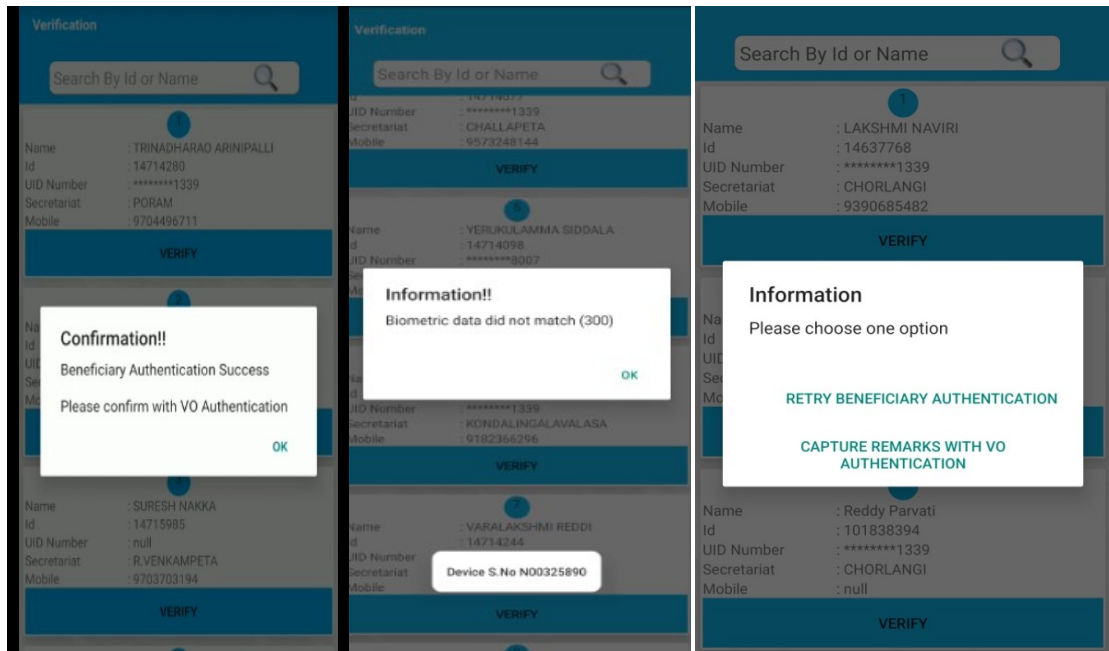 Verification
Search By Id or Name
1
Name : TRINADHARAO ARINIPALLI
Id : 14714280
UID Number : ********1339
Secretariat : PORAM
Mobile : 9704496711
VERIFY
2
Confirmation!!
Beneficiary Authentication Success
Please confirm with VO Authentication
OK
3
Name : SURESH NAKKA
Id : 14715985
UID Number : null
Secretariat : R.VENKAMPETA
Mobile : 9703703194
VERIFY
Verification
Search By Id or Name
UID Number : ********1339
Secretariat : CHALLAPETA
Mobile : 9573248144
VERIFY
Name : YERUKULAMMA SIDDALA
Id : 14714098
UID Number : ********8007
Information!!
Biometric data did not match (300)
OK
UID Number : ********1339
Secretariat : KONDALINGALAVALASA
Mobile : 9182366296
VERIFY
7
Name : VARALAKSHMI REDDI
Id : 14714244
UID Number
Secretariat
Mobile
Device S.No N00325890
VERIFY
Search By Id or Name
1
Name : LAKSHMI NAVIRI
Id : 14637768
UID Number : ********1339
Secretariat : CHORLANGI
Mobile : 9390685482
VERIFY
Information
Please choose one option
RETRY BENEFICIARY AUTHENTICATION
CAPTURE REMARKS WITH VO
AUTHENTICATION
Name : Reddy Parvati
Id : 101838394
UID Number : ********1339
Secretariat : CHORLANGI
Mobile : null
VERIFY